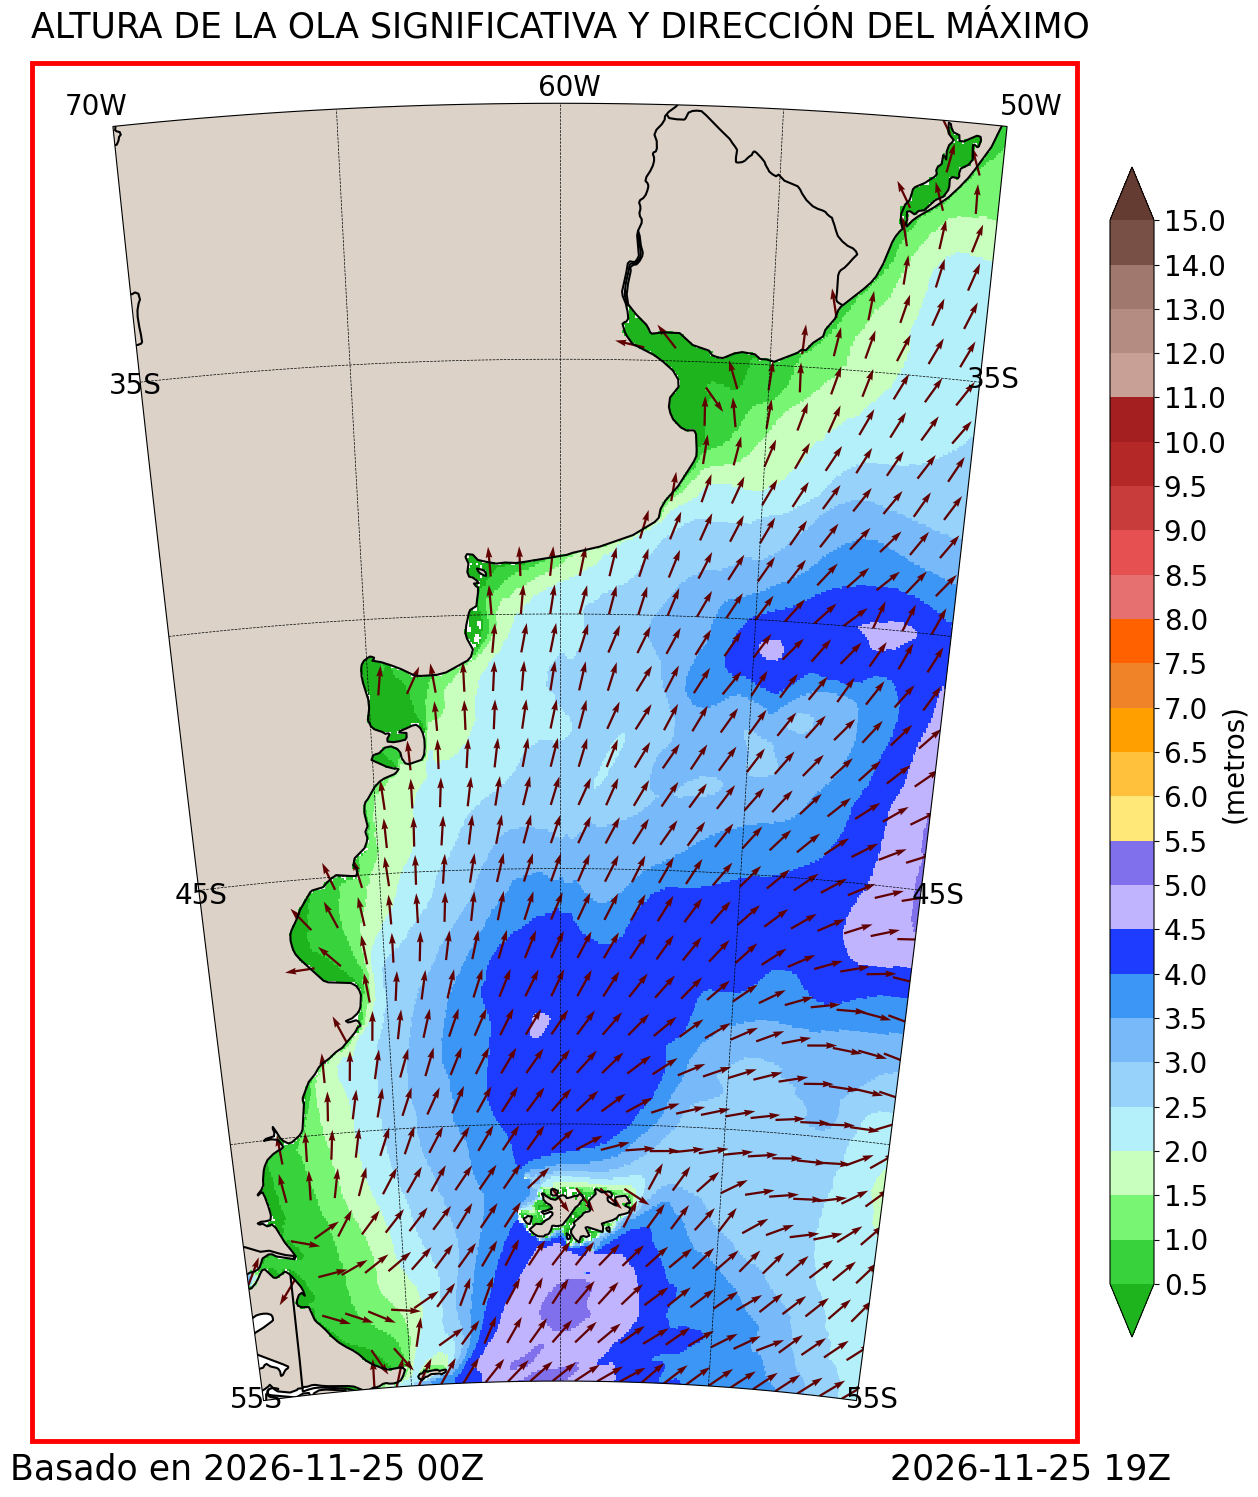 ALTURA DE LA OLA SIGNIFICATIVA Y DIRECCIÓN DEL MÁXIMO
70W
60W
50W
35S
35S
45S
45S
55S
55S
15.0
14.0
13.0
12.0
11.0
10.0
9.5
9.0
8.5
8.0
7.5
7.0
6.5
6.0
5.5
5.0
4.5
4.0
3.5
3.0
2.5
2.0
1.5
1.0
0.5
(metros)
Basado en 2026-11-25 00Z
2026-11-25 19Z